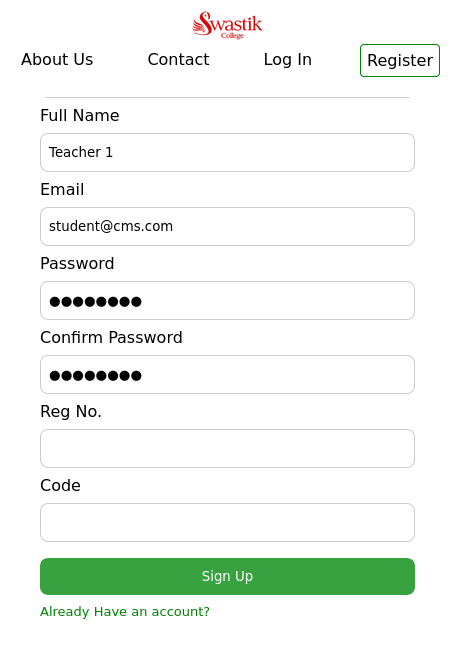 Swastik
College
About Us Contact Log In Register
Full Name
Teacher 1
Email
student@cms.com
Password
●●●●●●●●
Confirm Password
●●●●●●●●
Reg No.
Code
Sign Up
Already Have an account?